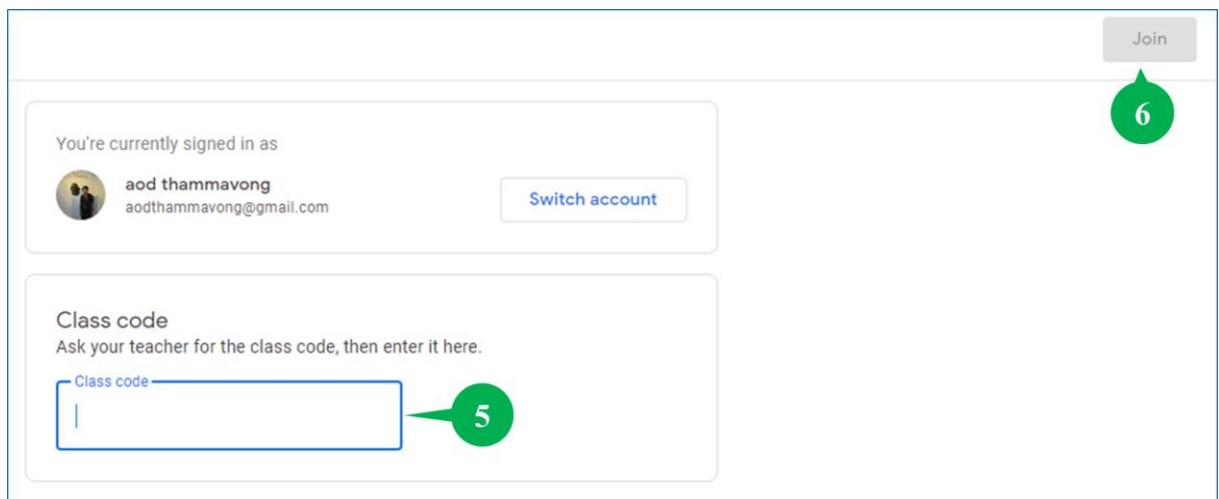 Join
6
You're currently signed in as
aod thammavong
aodthammavong@gmail.com
Switch account
Class code
Ask your teacher for the class code, then enter it here.
Class code
5